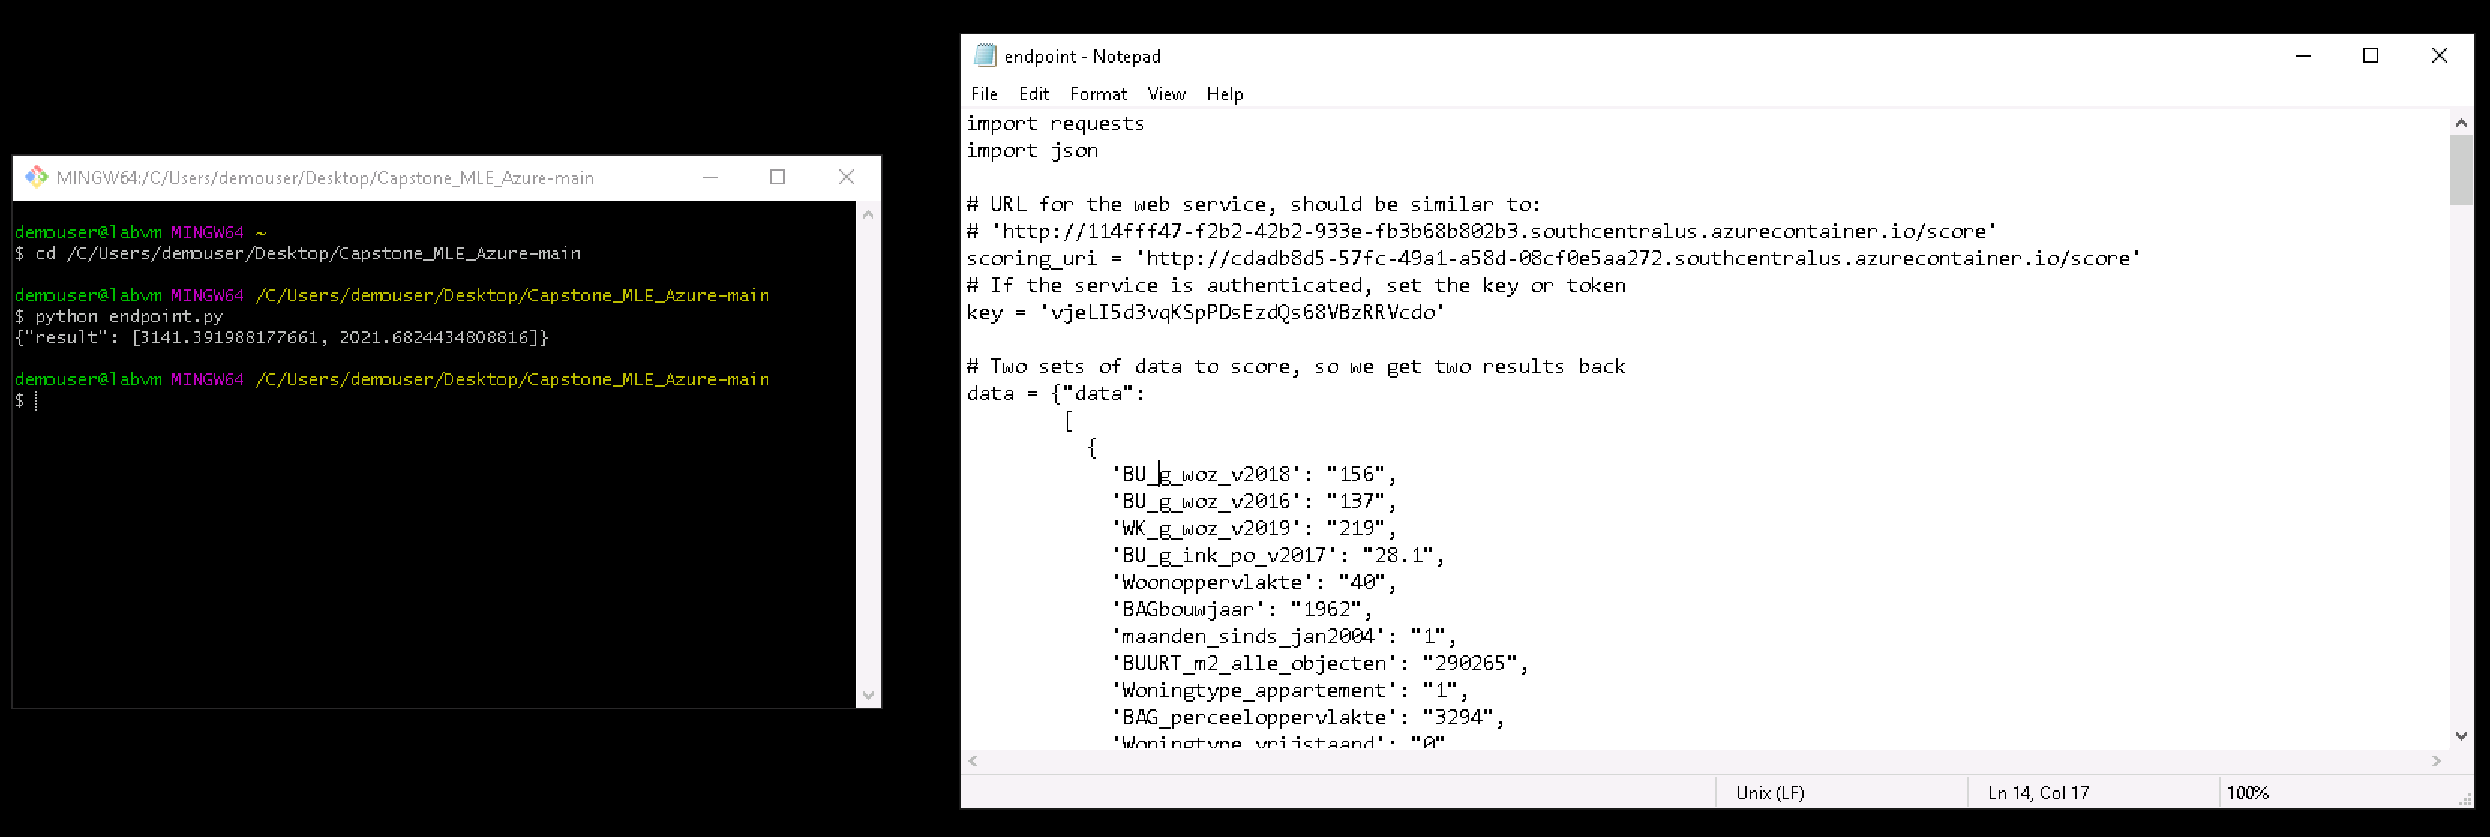 MINGW64:/C/Users/demouser/Desktop/Capstone_MLE_Azure-main
demouser@labvm MINGW64 ~
$ cd /C/Users/demouser/Desktop/Capstone_MLE_Azure-main
demouser@labvm MINGW64 /C/Users/demouser/Desktop/Capstone_MLE_Azure-main
$ python endpoint.py
{"result": [3141.391988177661, 2021.6824434808816]}
demouser@labvm MINGW64 /C/Users/demouser/Desktop/Capstone_MLE_Azure-main
$
endpoint - Notepad
File Edit Format View Help
import requests
import json
# URL for the web service, should be similar to:
# 'http://114fff47-f2b2-42b2-933e-fb3b68b802b3.southcentralus.azurecontainer.io/score'
scoring_uri = 'http://cdadb8d5-57fc-49a1-a58d-08cf0e5aa272.southcentralus.azurecontainer.io/score'
# If the service is authenticated, set the key or token
key = 'vjeLI5d3vqKSpPDsEzdQs68VBzRRVcdo'
# Two sets of data to score, so we get two results back
data = {"data":
[
{
'BU_g_woz_v2018': "156",
'BU_g_woz_v2016': "137",
'WK_g_woz_v2019': "219",
'BU_g_ink_po_v2017': "28.1",
'Woonoppervlakte': "40",
'BAGbouwjaar': "1962",
'maanden_sinds_jan2004': "1",
'BUURT_m2_alle_objecten': "290265",
'Woningtype_appartement': "1",
'BAG_perceeloppervlakte': "3294",
'Woningtype_vrijstaand': "0"
Unix (LF)
Ln 14, Col 17
100%